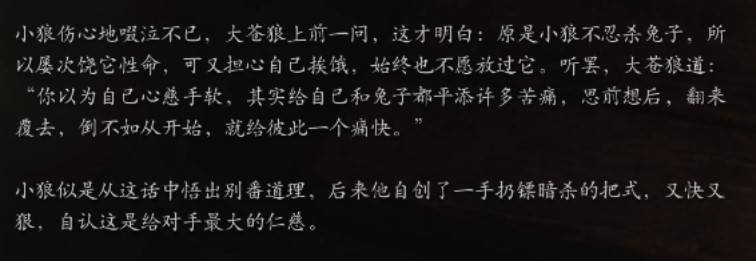 小狼伤心地啜泣不已，大苍狼上前一问，这才明白：原是小狼不忍杀兔子，所
以屡次饶它性命，可又担心自己挨饿，始终也不愿放过它。听罢，大苍狼道：
“你以为自己心慈手软，其实给自己和兔子都平添许多苦痛，思前想后，翻来
覆去，倒不如从开始，就给彼此一个痛快。”
小狼似是从这话中悟出别番道理，后来他自创了一手扔镖暗杀的把式，又快又
狠，自认这是给对手最大的仁慈。